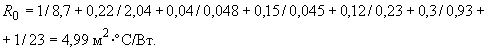 R₀ = 1/8,7 + 0,22/2,04 + 0,04/0,048 + 0,15/0,045 + 0,12/0,23 + 0,3/0,93 +
+ 1/23 = 4,99 м²·°С/Вт.